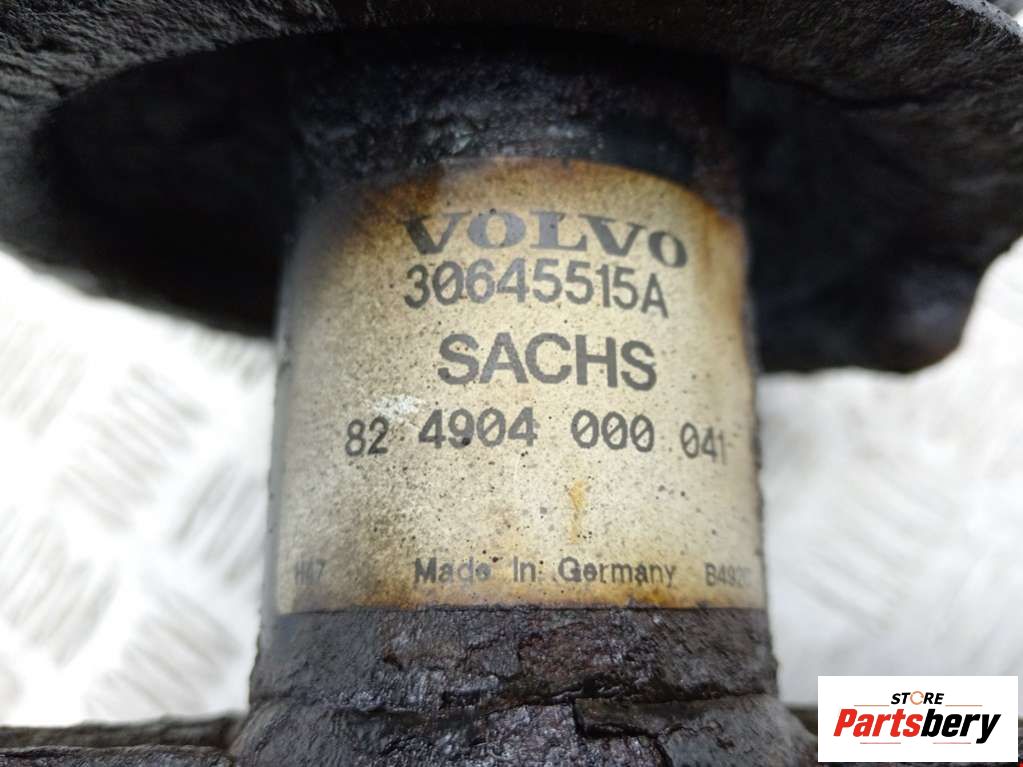 VOLVO
30645515A
SACHS
82 4904 000 041
Made In Germany
STORE
Partsbery